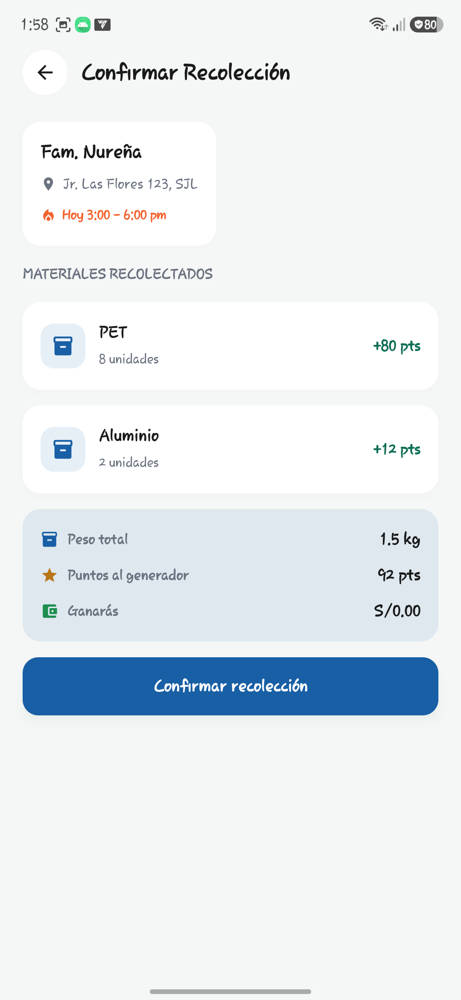 1:58
80
Confirmar Recolección
Fam. Nureña
Jr. Las Flores 123, SJL
Hoy 3:00 - 6:00 pm
MATERIALES RECOLECTADOS
PET
8 unidades
+80 pts
Aluminio
2 unidades
+12 pts
Peso total
1.5 kg
Puntos al generador
92 pts
Ganarás
S/0.00
Confirmar recolección